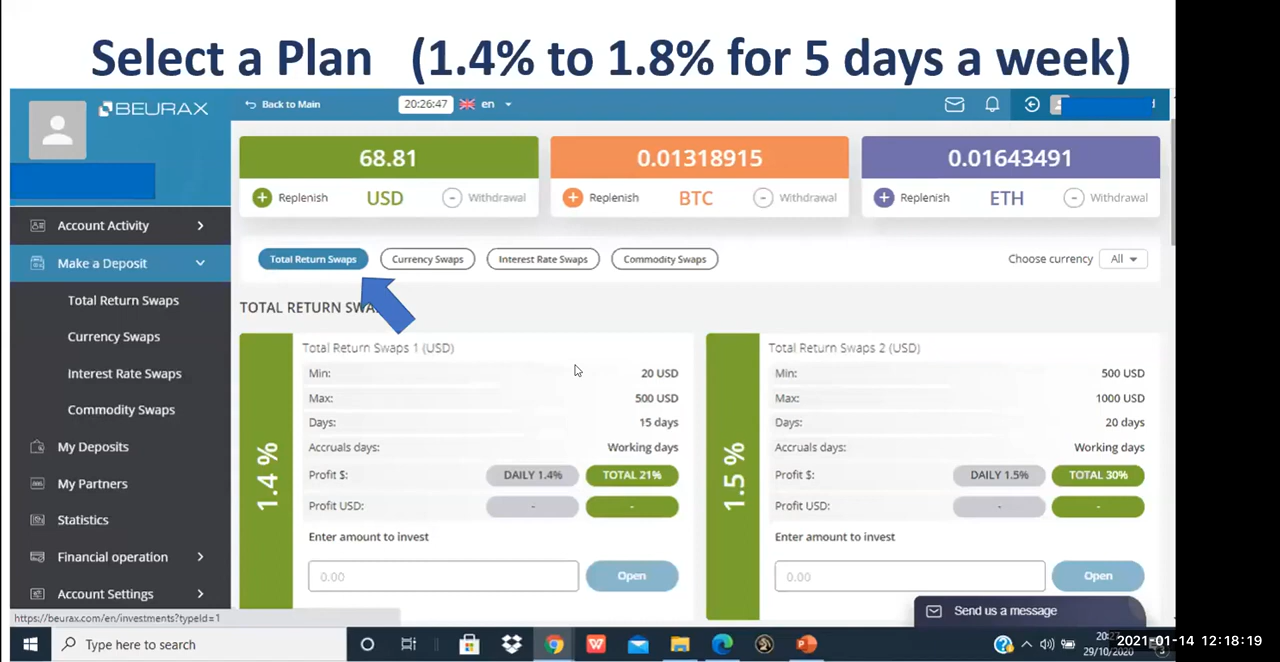 Select a Plan (1.4% to 1.8% for 5 days a week)
BEURAX
Back to Main
20:26:47
en
68.81
0.01318915
0.01643491
Replenish USD Withdrawal
Replenish BTC Withdrawal
Replenish ETH Withdrawal
Account Activity
Make a Deposit
Total Return Swaps
Currency Swaps
Interest Rate Swaps
Commodity Swaps
My Deposits
My Partners
Statistics
Financial operation
Account Settings
Total Return Swaps
Currency Swaps
Interest Rate Swaps
Commodity Swaps
Choose currency All
TOTAL RETURN
1.4 %
Total Return Swaps 1 (USD)
Min: 20 USD
Max: 500 USD
Days: 15 days
Accruals days: Working days
Profit $: DAILY 1.4% TOTAL 21%
Profit USD: - -
Enter amount to invest
0.00 Open
1.5 %
Total Return Swaps 2 (USD)
Min: 500 USD
Max: 1000 USD
Days: 20 days
Accruals days: Working days
Profit $: DAILY 1.5% TOTAL 30%
Profit USD: - -
Enter amount to invest
0.00 Open
Send us a message
https://beurax.com/en/investments?typeId=1
Type here to search
29/10/2020
2021-01-14 12:18:19